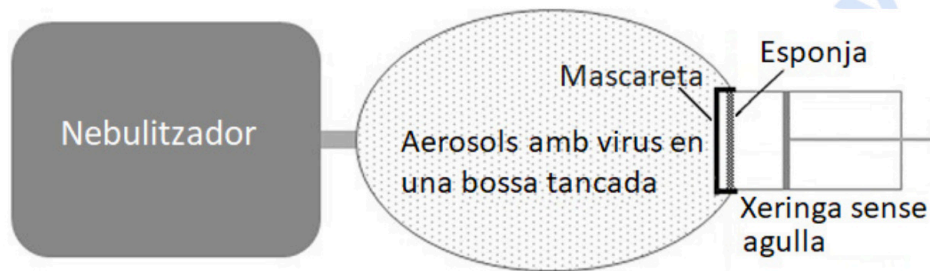 Nebulitzador
Mascareta
Esponja
Aerosols amb virus en
una bossa tancada
Xeringa sense
agulla